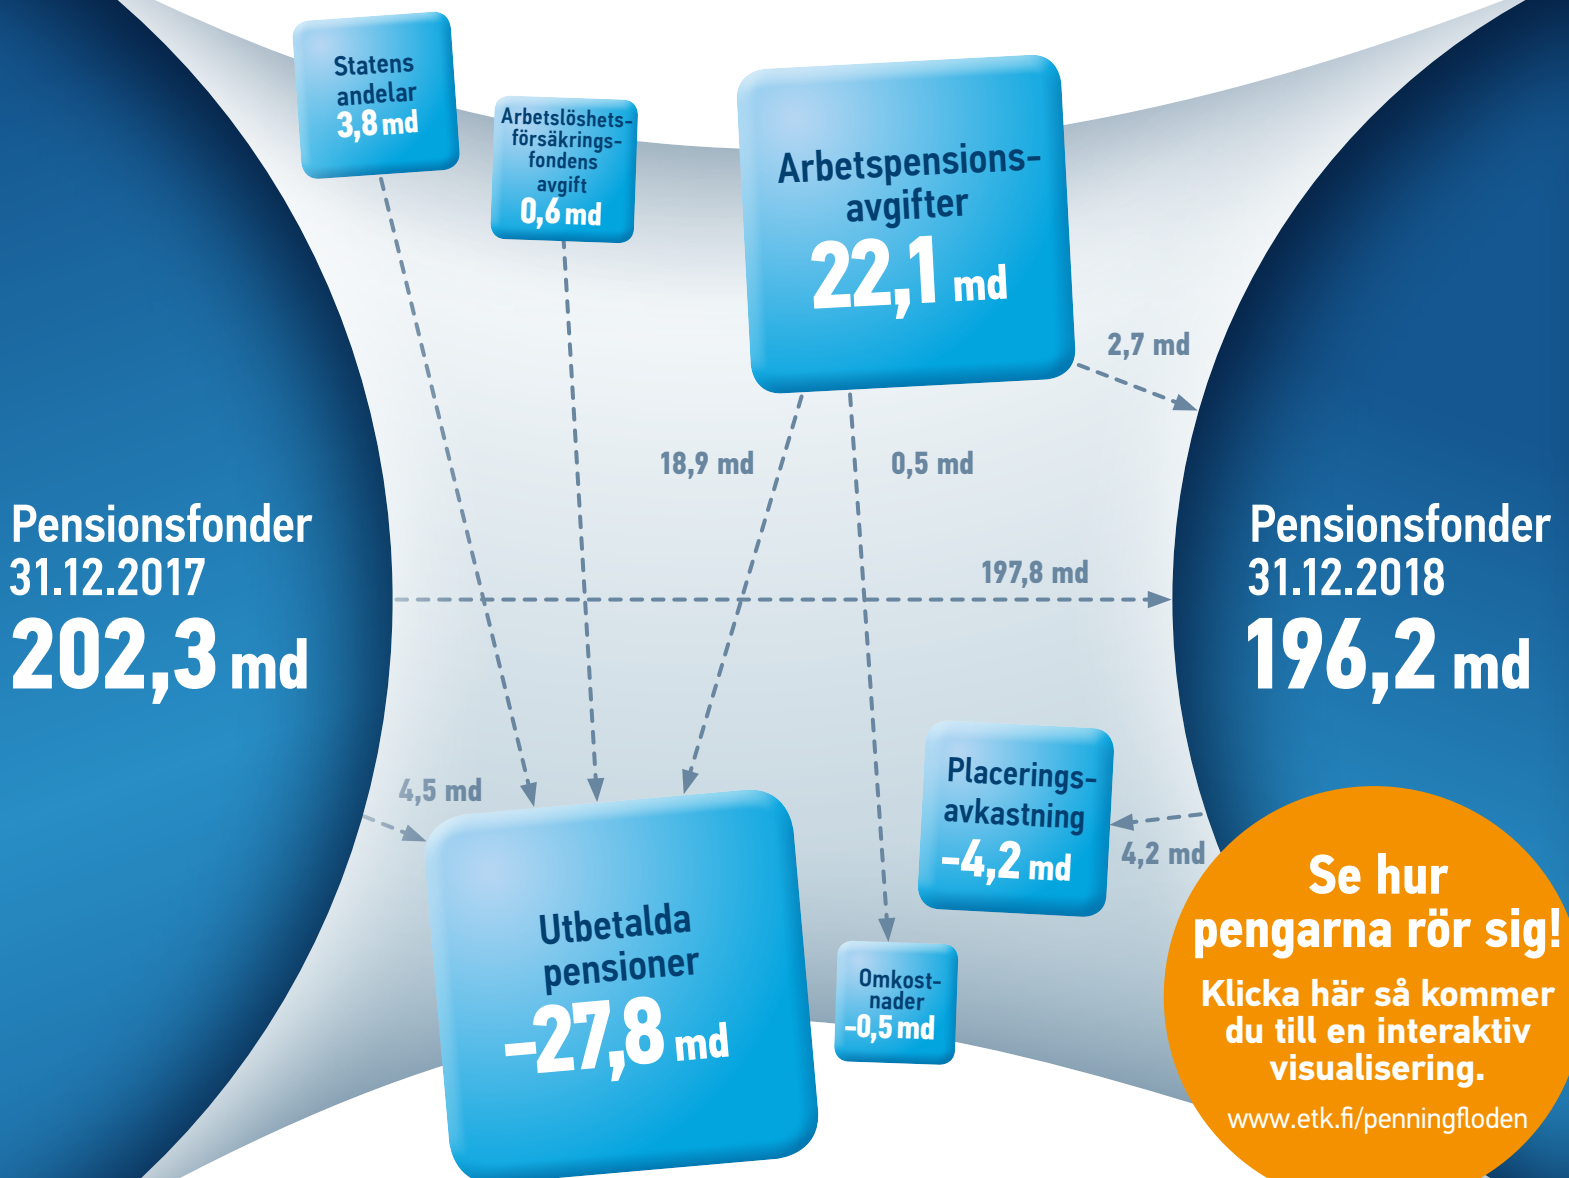 Statens
andelar
3,8 md
Arbetslöshets-
försäkrings-
fondens
avgift
0,6 md
Arbetspensions-
avgifter
22,1 md
2,7 md
18,9 md
0,5 md
Pensionsfonder
31.12.2017
202,3 md
197,8 md
Pensionsfonder
31.12.2018
196,2 md
4,5 md
Placerings-
avkastning
–4,2 md
4,2 md
Utbetalda
pensioner
–27,8 md
Omkost-
nader
–0,5 md
Se hur
pengarna rör sig!
Klicka här så kommer
du till en interaktiv
visualisering.
www.etk.fi/penningfloden